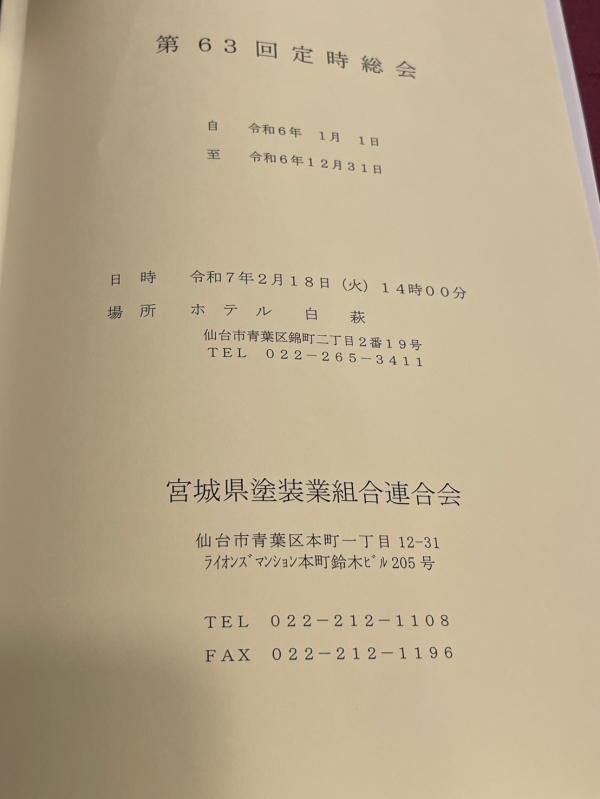 第 ６３ 回 定 時 総 会
自 令和６年 １月 １日
至 令和６年１２月３１日
日 時 令和７年２月１８日（火）１４時００分
場 所 ホ テ ル 白 萩
仙台市青葉区錦町二丁目２番１９号
ＴＥＬ ０２２－２６５－３４１１
宮城県塗装業組合連合会
仙台市青葉区本町一丁目 12-31
ﾗｲｵﾝｽﾞﾏﾝｼｮﾝ本町鈴木ﾋﾞﾙ 205 号
ＴＥＬ ０２２－２１２－１１０８
ＦＡＸ ０２２－２１２－１１９６